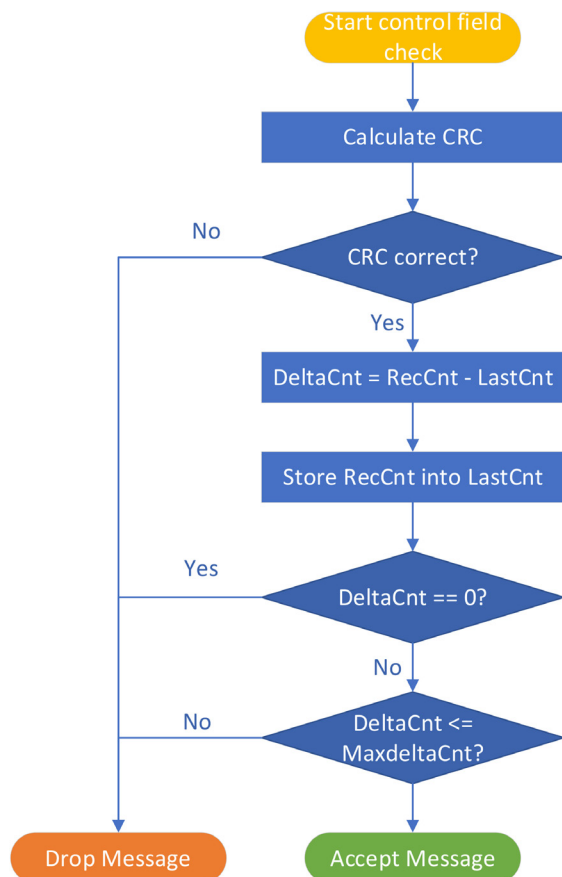 Start control field
check
Calculate CRC
No
CRC correct?
Yes
DeltaCnt = RecCnt - LastCnt
Store RecCnt into LastCnt
Yes
DeltaCnt == 0?
No
No
DeltaCnt <=
MaxdeltaCnt?
Drop Message
Accept Message